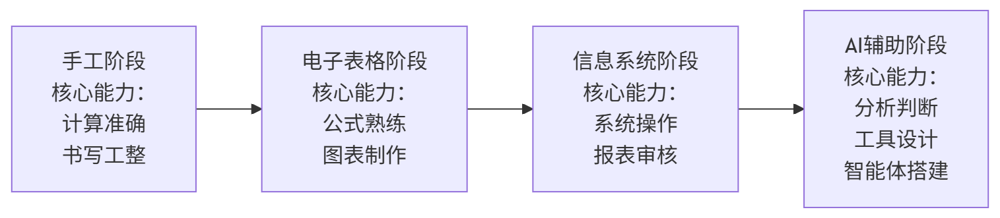 手工阶段
核心能力：
计算准确
书写工整
电子表格阶段
核心能力：
公式熟练
图表制作
信息系统阶段
核心能力：
系统操作
报表审核
AI辅助阶段
核心能力：
分析判断
工具设计
智能体搭建